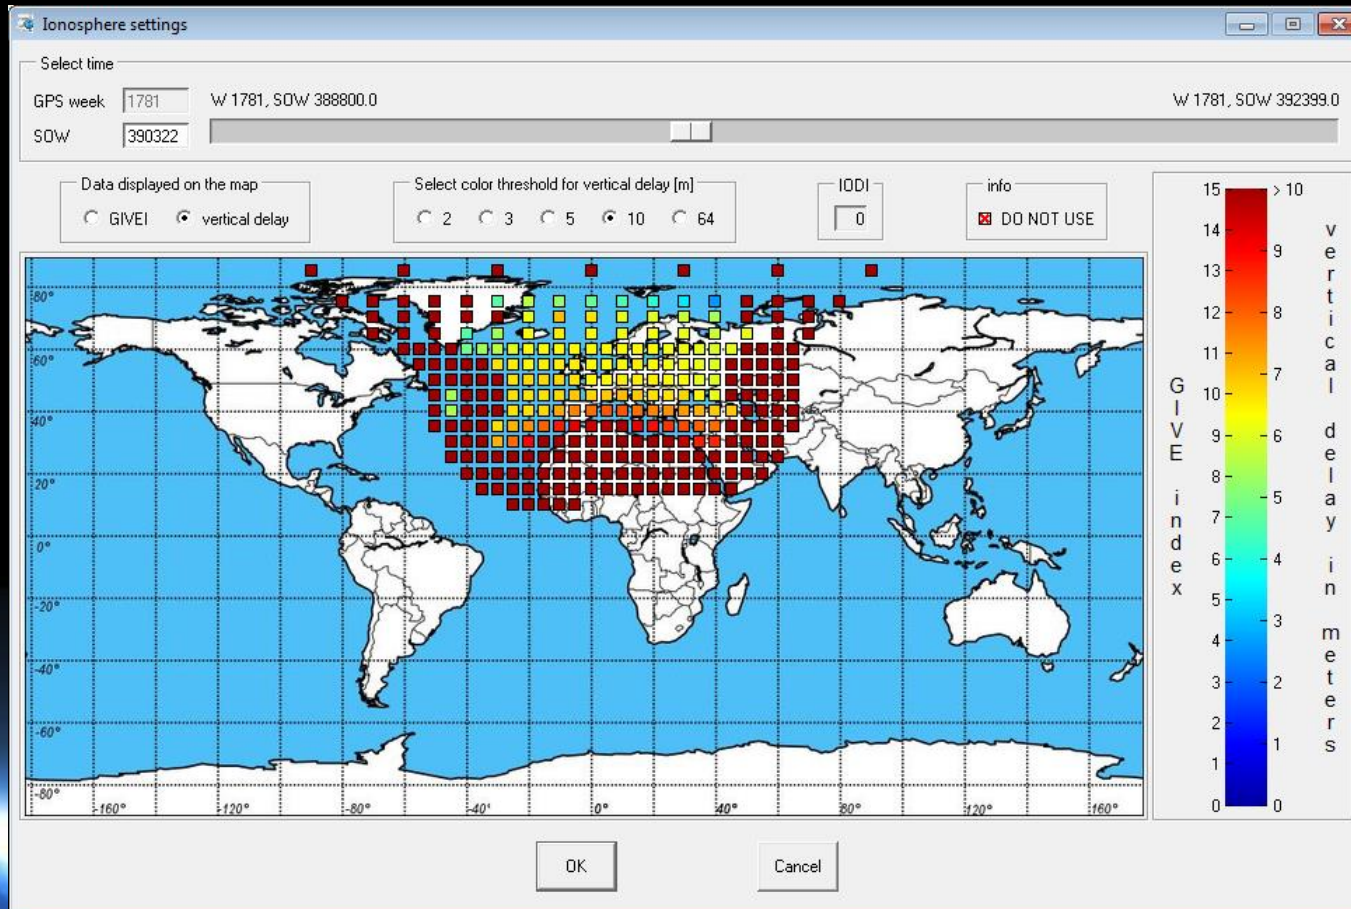 Ionosphere settings
Select time
GPS week 1781 W 1781, SOW 388800.0 W 1781, SOW 392399.0
SOW 390322
Data displayed on the map
GIVEI vertical delay
Select color threshold for vertical delay [m]
2 3 5 10 64
IODI
0
info
DO NOT USE
80°
60°
40°
20°
0°
-20°
-40°
-60°
-80°
-160° -120 -80° -40° 0° 40° 80° 120° 160°
GIVE index
15
14
13
12
11
10
9
8
7
6
5
4
3
2
1
0
> 10
9
8
7
6
5
4
3
2
1
0
vertical delay in meters
OK Cancel